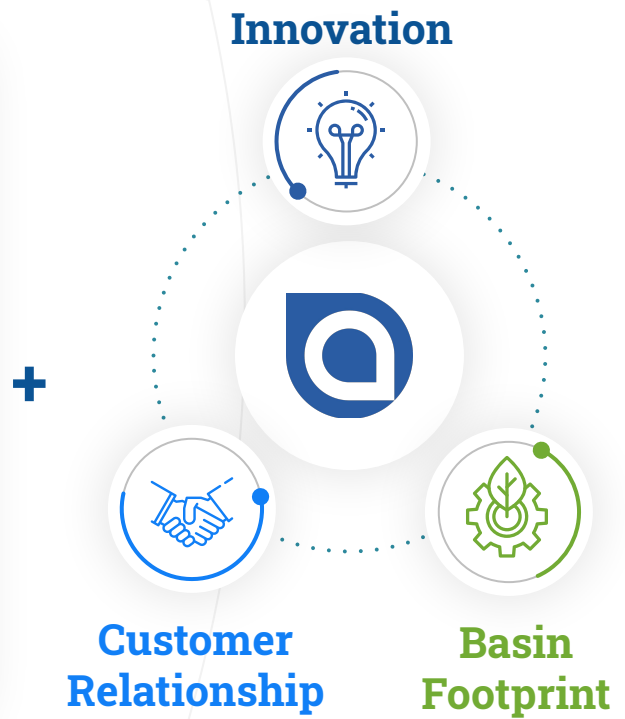 Innovation
+
Customer
Relationship
Basin
Footprint